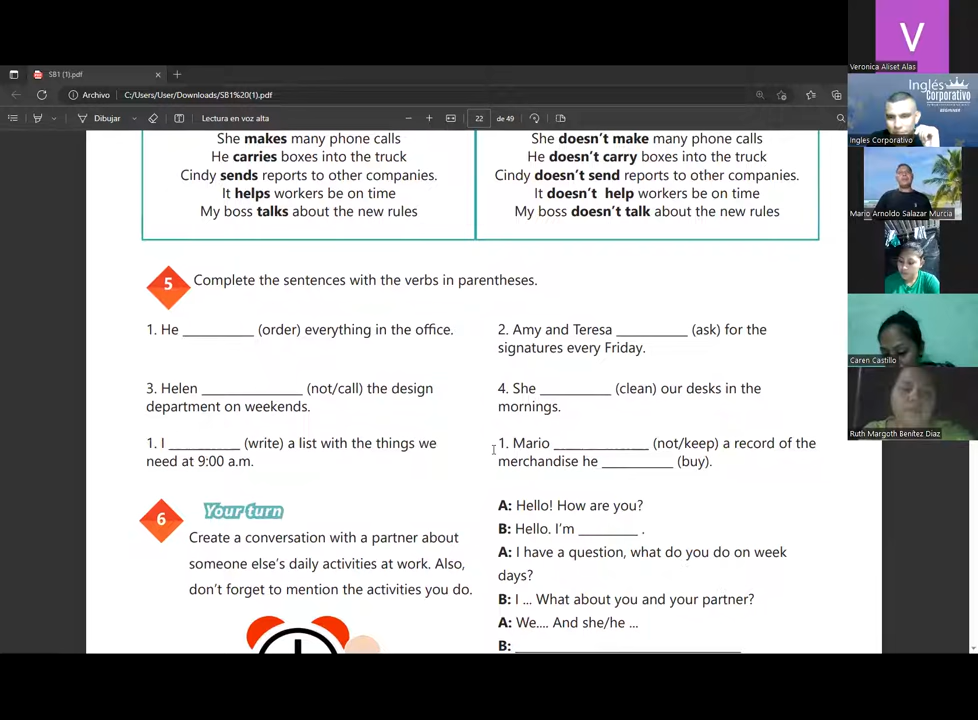 SB1 (1).pdf
Archivo
C:/Users/User/Downloads/SB1%20(1).pdf
Dibujar
Lectura en voz alta
22
de 49
She makes many phone calls
He carries boxes into the truck
Cindy sends reports to other companies.
It helps workers be on time
My boss talks about the new rules
She doesn't make many phone calls
He doesn't carry boxes into the truck
Cindy doesn't send reports to other companies.
It doesn't help workers be on time
My boss doesn't talk about the new rules
5
Complete the sentences with the verbs in parentheses.
1. He __________ (order) everything in the office.
2. Amy and Teresa __________ (ask) for the
signatures every Friday.
3. Helen ______________ (not/call) the design
department on weekends.
4. She __________ (clean) our desks in the
mornings.
1. I __________ (write) a list with the things we
need at 9:00 a.m.
1. Mario _____________ (not/keep) a record of the
merchandise he __________ (buy).
6
Your turn
Create a conversation with a partner about
someone else's daily activities at work. Also,
don't forget to mention the activities you do.
A: Hello! How are you?
B: Hello. I'm ________ .
A: I have a question, what do you do on week
days?
B: I ... What about you and your partner?
A: We.... And she/he ...
B: ______________________________
V
Veronica Aliset Alas
Inglés
Corporativo
BEGINNER
Ingles Corporativo
Mario Arnoldo Salazar Murcia
Caren Castillo
Ruth Margoth Benítez Diaz